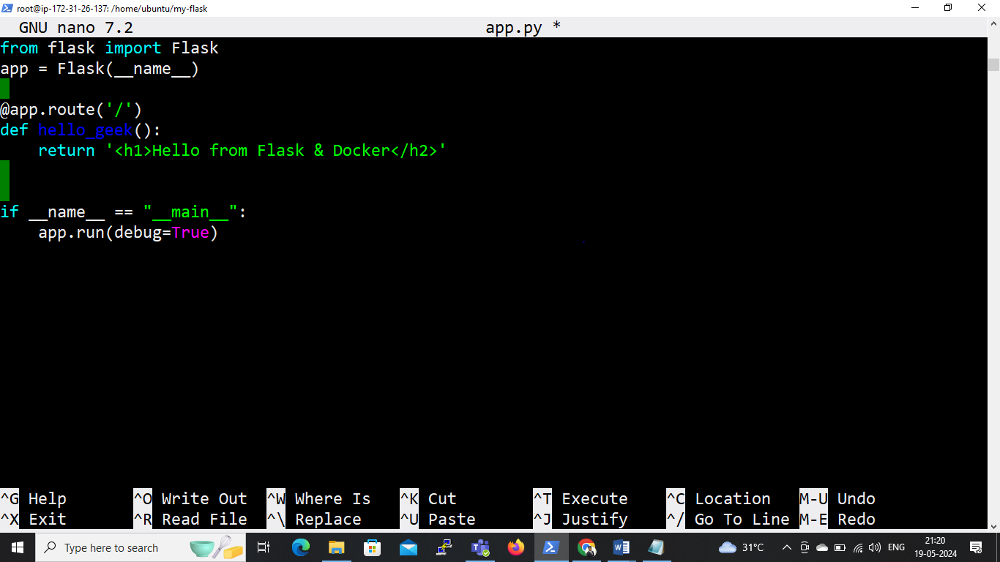 root@ip-172-31-26-137: /home/ubuntu/my-flask
GNU nano 7.2 app.py *
from flask import Flask
app = Flask(__name__)
@app.route('/')
def hello_geek():
    return '<h1>Hello from Flask & Docker</h2>'
if __name__ == "__main__":
    app.run(debug=True)
^G Help ^O Write Out ^W Where Is ^K Cut ^T Execute ^C Location M-U Undo
^X Exit ^R Read File ^\ Replace ^U Paste ^J Justify ^/ Go To Line M-E Redo
Type here to search 31°C ENG 21:20
19-05-2024